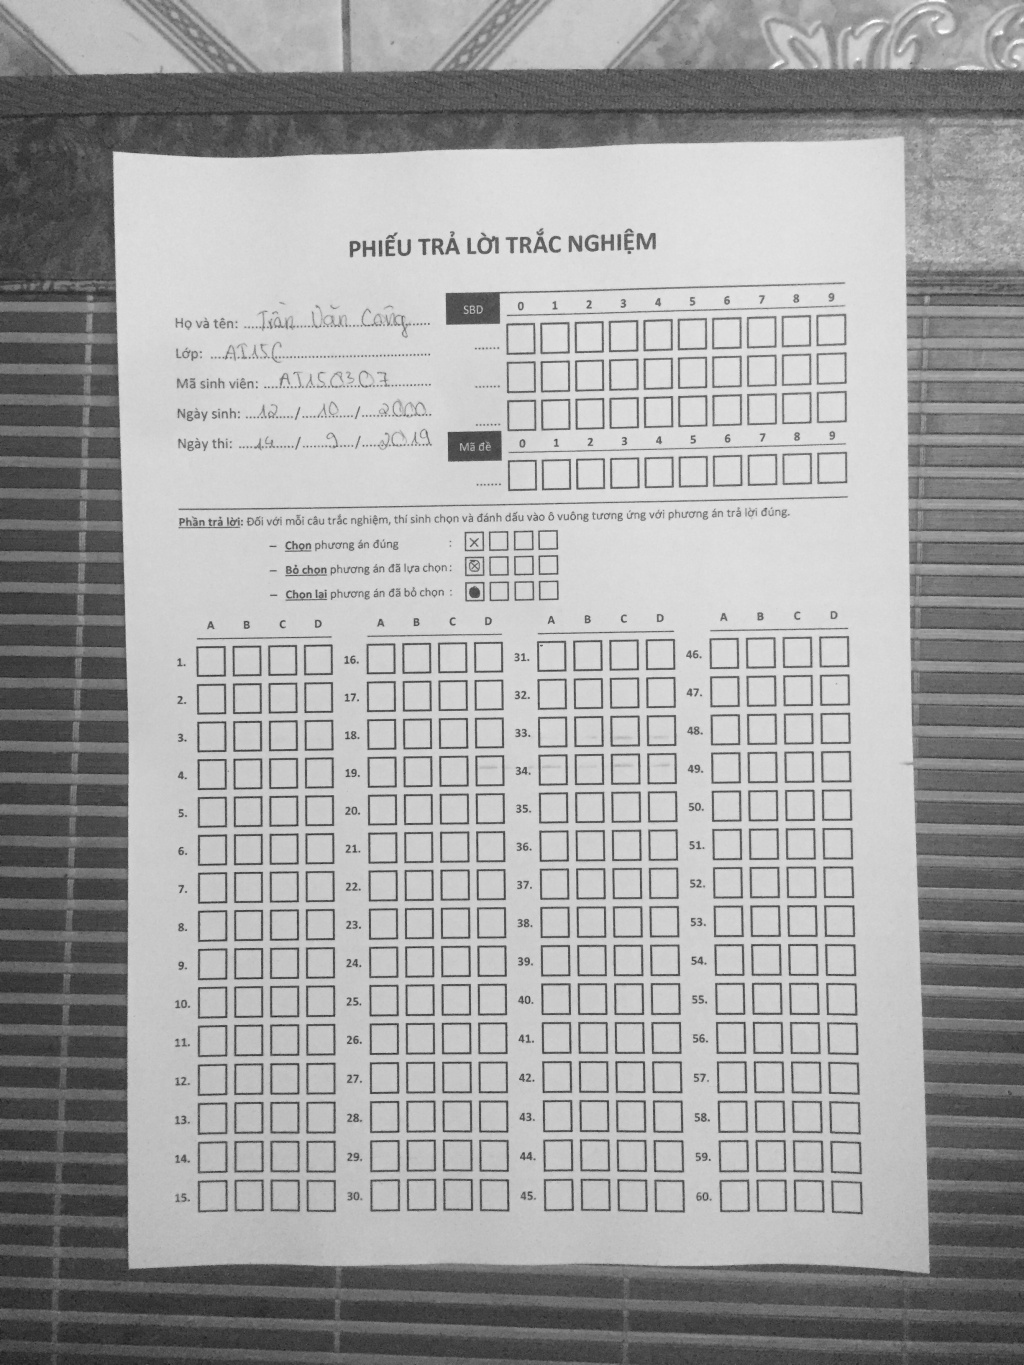 PHIẾU TRẢ LỜI TRẮC NGHIỆM
Họ và tên: Trần Văn Công
Lớp: AT15C
Mã sinh viên: AT150307
Ngày sinh: 12 / 10 / 2000
Ngày thi: 14 / 9 / 2019
SBD 0 1 2 3 4 5 6 7 8 9
Mã đề 0 1 2 3 4 5 6 7 8 9
Phần trả lời: Đối với mỗi câu trắc nghiệm, thí sinh chọn và đánh dấu vào ô vuông tương ứng với phương án trả lời đúng.
– Chọn phương án đúng :
– Bỏ chọn phương án đã lựa chọn :
– Chọn lại phương án đã bỏ chọn :
A B C D A B C D A B C D A B C D
1. 16. 31. 46.
2. 17. 32. 47.
3. 18. 33. 48.
4. 19. 34. 49.
5. 20. 35. 50.
6. 21. 36. 51.
7. 22. 37. 52.
8. 23. 38. 53.
9. 24. 39. 54.
10. 25. 40. 55.
11. 26. 41. 56.
12. 27. 42. 57.
13. 28. 43. 58.
14. 29. 44. 59.
15. 30. 45. 60.